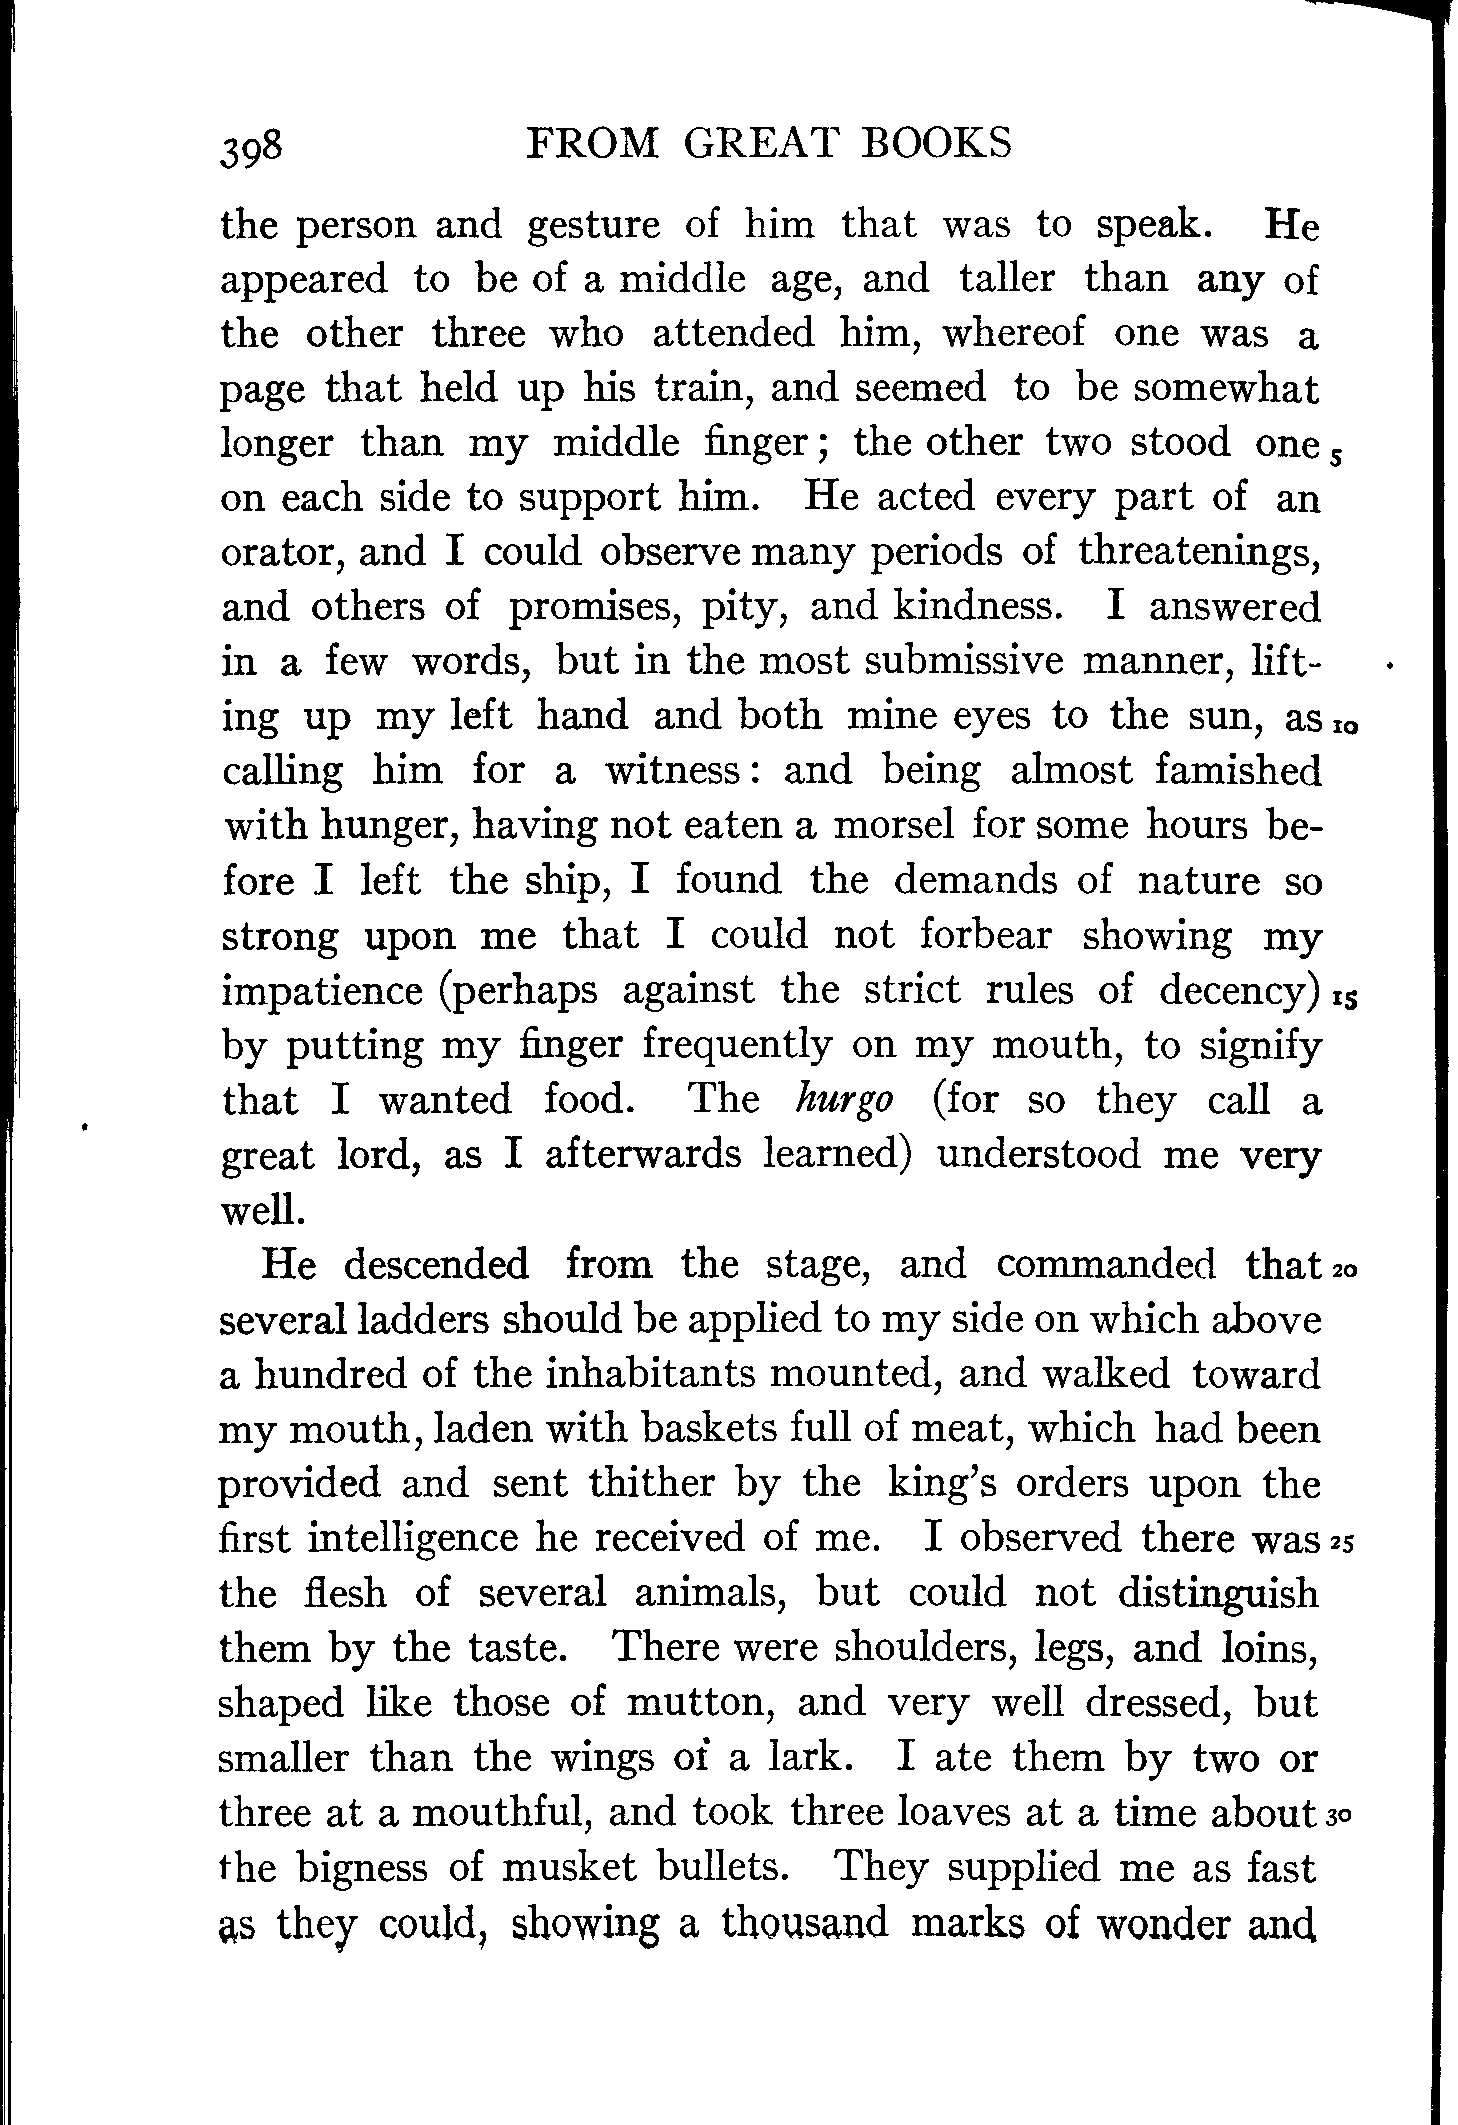 398 FROM GREAT BOOKS
the person and gesture of him that was to speak. He
appeared to be of a middle age, and taller than any of
the other three who attended him, whereof one was a
page that held up his train, and seemed to be somewhat
longer than my middle finger; the other two stood one 5
on each side to support him. He acted every part of an
orator, and I could observe many periods of threatenings,
and others of promises, pity, and kindness. I answered
in a few words, but in the most submissive manner, lift-
ing up my left hand and both mine eyes to the sun, as 10
calling him for a witness: and being almost famished
with hunger, having not eaten a morsel for some hours be-
fore I left the ship, I found the demands of nature so
strong upon me that I could not forbear showing my
impatience (perhaps against the strict rules of decency) 15
by putting my finger frequently on my mouth, to signify
that I wanted food. The hurgo (for so they call a
great lord, as I afterwards learned) understood me very
well.
He descended from the stage, and commanded that 20
several ladders should be applied to my side on which above
a hundred of the inhabitants mounted, and walked toward
my mouth, laden with baskets full of meat, which had been
provided and sent thither by the king's orders upon the
first intelligence he received of me. I observed there was 25
the flesh of several animals, but could not distinguish
them by the taste. There were shoulders, legs, and loins,
shaped like those of mutton, and very well dressed, but
smaller than the wings of a lark. I ate them by two or
three at a mouthful, and took three loaves at a time about 30
the bigness of musket bullets. They supplied me as fast
as they could, showing a thousand marks of wonder and